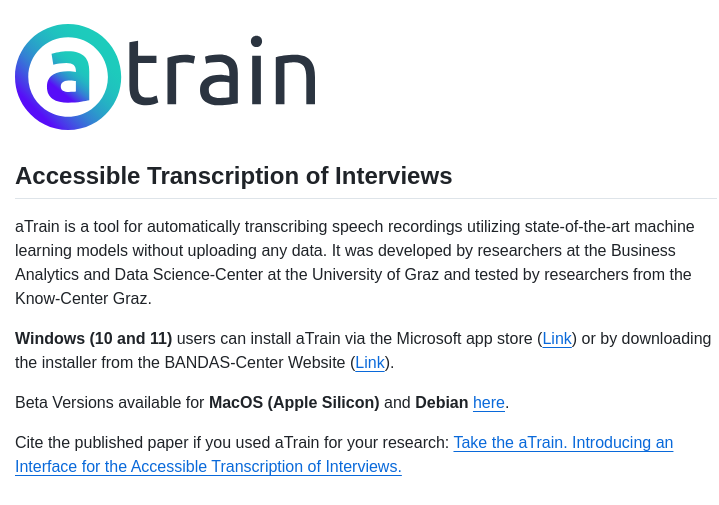 atrain
Accessible Transcription of Interviews
aTrain is a tool for automatically transcribing speech recordings utilizing state-of-the-art machine
learning models without uploading any data. It was developed by researchers at the Business
Analytics and Data Science-Center at the University of Graz and tested by researchers from the
Know-Center Graz.
Windows (10 and 11) users can install aTrain via the Microsoft app store (Link) or by downloading
the installer from the BANDAS-Center Website (Link).
Beta Versions available for MacOS (Apple Silicon) and Debian here.
Cite the published paper if you used aTrain for your research: Take the aTrain. Introducing an
Interface for the Accessible Transcription of Interviews.